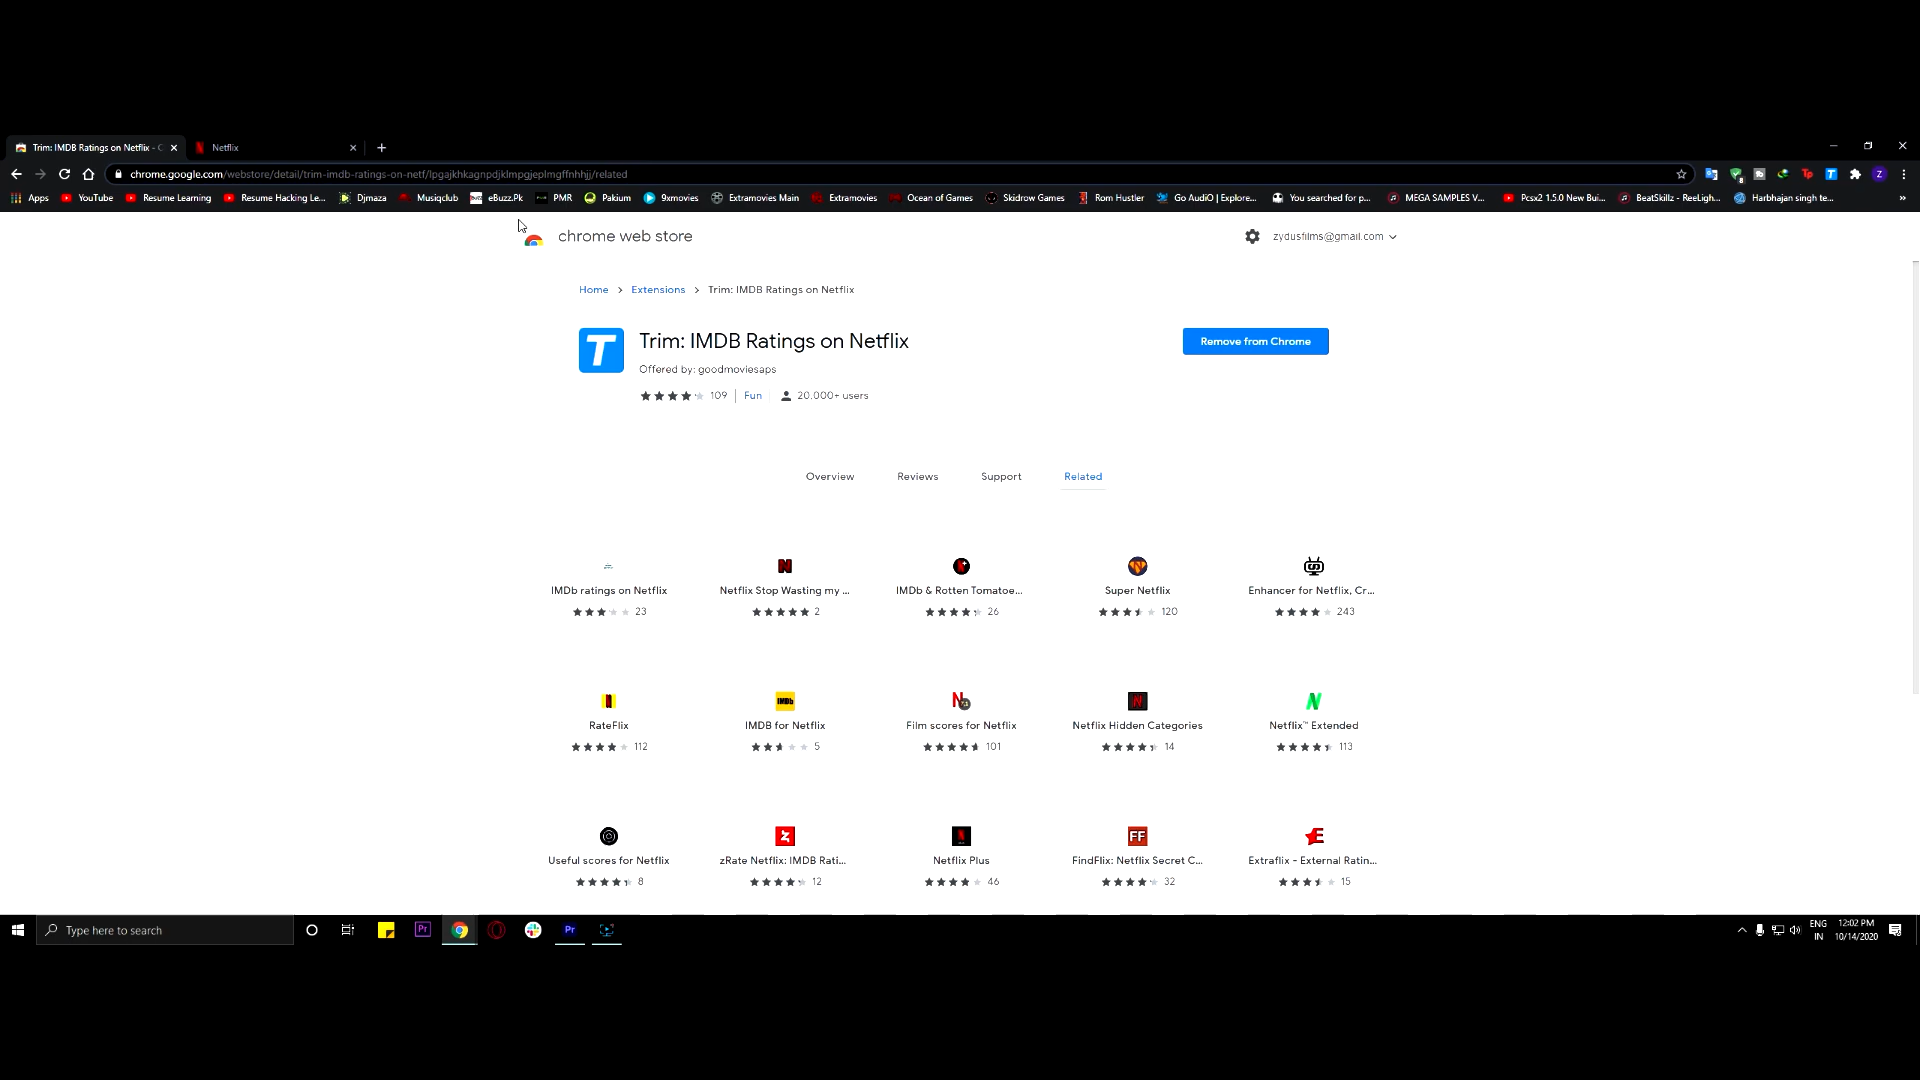 Trim: IMDB Ratings on Netflix - C
Netflix
chrome.google.com/webstore/detail/trim-imdb-ratings-on-netf/lpgajkhkagnpdjklmpgjeplmgffnhhjj/related
Apps YouTube Resume Learning Resume Hacking Le... Djmaza Musiqclub eBuzz.Pk PMR Pakium 9xmovies Extramovies Main Extramovies Ocean of Games Skidrow Games Rom Hustler Go AudiO | Explore... You searched for p... MEGA SAMPLES V... Pcsx2 1.5.0 New Bui... BeatSkillz - ReeLigh... Harbhajan singh te... »
chrome web store
zydusfilms@gmail.com
Home > Extensions > Trim: IMDB Ratings on Netflix
T
Trim: IMDB Ratings on Netflix
Remove from Chrome
Offered by: goodmoviesaps
109 Fun 20,000+ users
Overview Reviews Support Related
IMDb ratings on Netflix Netflix Stop Wasting my ... IMDb & Rotten Tomatoe... Super Netflix Enhancer for Netflix, Cr...
23 2 26 120 243
RateFlix IMDB for Netflix Film scores for Netflix Netflix Hidden Categories Netflix™ Extended
112 5 101 14 113
Useful scores for Netflix zRate Netflix: IMDB Rati... Netflix Plus FindFlix: Netflix Secret C... Extraflix - External Ratin...
8 12 46 32 15
Type here to search
ENG
IN
12:02 PM
10/14/2020